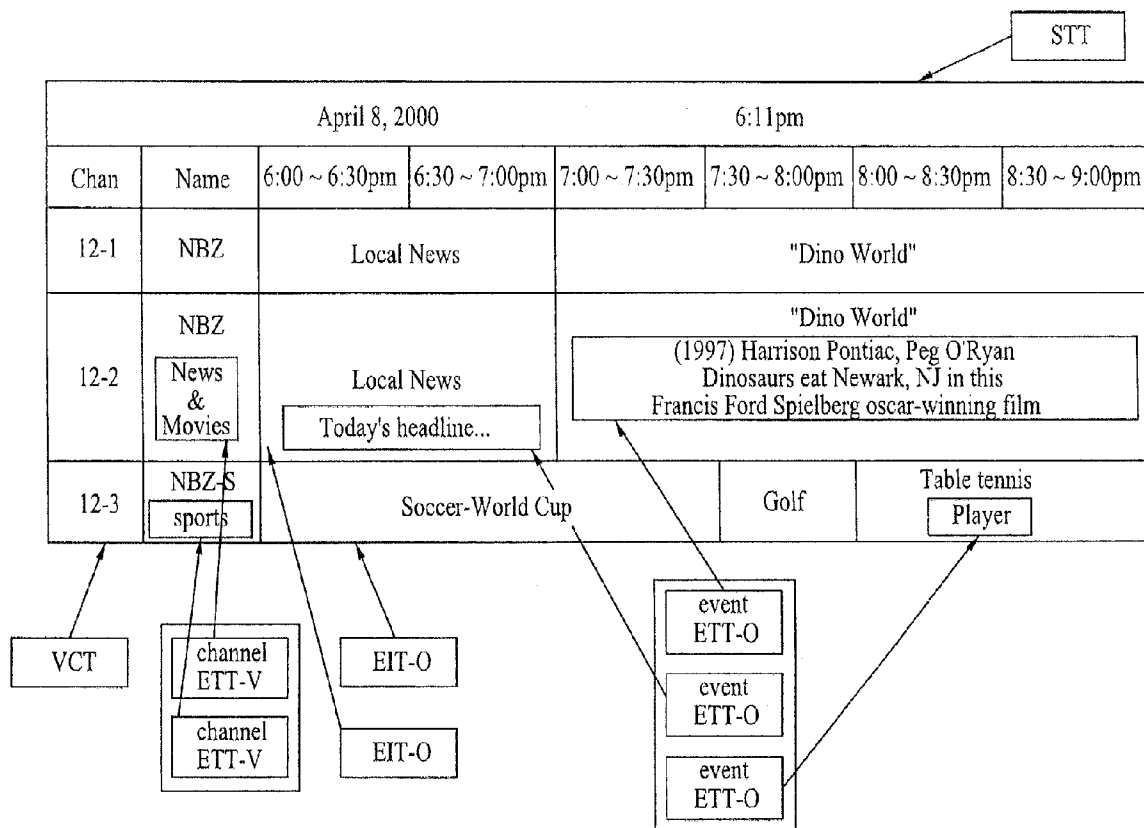 STT
April 8, 2000 6:11pm
Chan Name 6:00 ~ 6:30pm 6:30 ~ 7:00pm 7:00 ~ 7:30pm 7:30 ~ 8:00pm 8:00 ~ 8:30pm 8:30 ~ 9:00pm
12-1 NBZ Local News "Dino World"
12-2 NBZ
News
&
Movies
Local News
Today's headline...
"Dino World"
(1997) Harrison Pontiac, Peg O'Ryan
Dinosaurs eat Newark, NJ in this
Francis Ford Spielberg oscar-winning film
12-3 NBZ-S
sports
Soccer-World Cup Golf Table tennis
Player
VCT
channel
ETT-V
channel
ETT-V
EIT-O
EIT-O
event
ETT-O
event
ETT-O
event
ETT-O